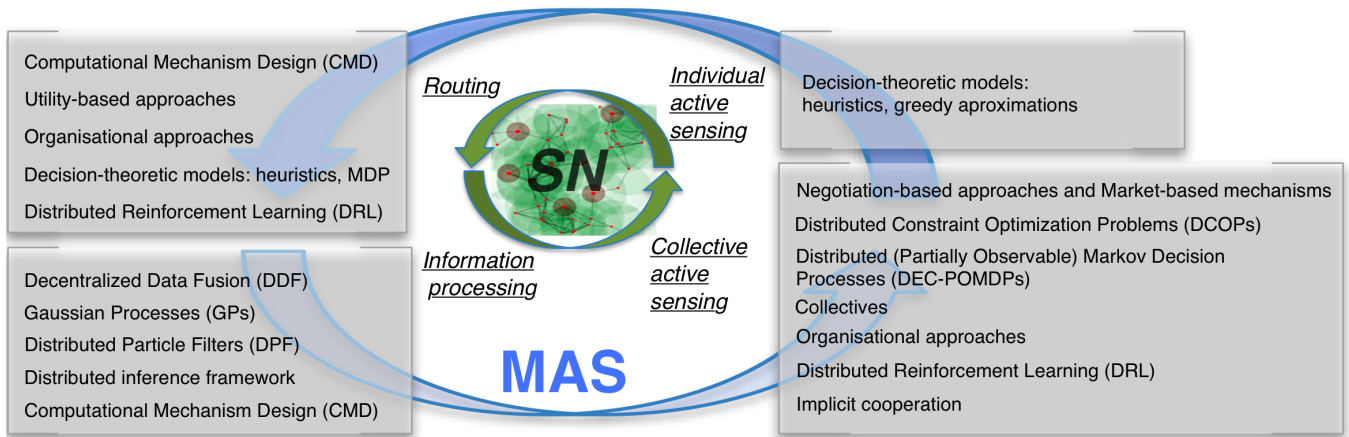 Computational Mechanism Design (CMD)
Utility-based approaches
Organisational approaches
Decision-theoretic models: heuristics, MDP
Distributed Reinforcement Learning (DRL)
Routing
Individual
active
sensing
Decision-theoretic models:
heuristics, greedy aproximations
SN
Information
processing
Collective
active
sensing
Decentralized Data Fusion (DDF)
Gaussian Processes (GPs)
Distributed Particle Filters (DPF)
Distributed inference framework
Computational Mechanism Design (CMD)
MAS
Negotiation-based approaches and Market-based mechanisms
Distributed Constraint Optimization Problems (DCOPs)
Distributed (Partially Observable) Markov Decision
Processes (DEC-POMDPs)
Collectives
Organisational approaches
Distributed Reinforcement Learning (DRL)
Implicit cooperation